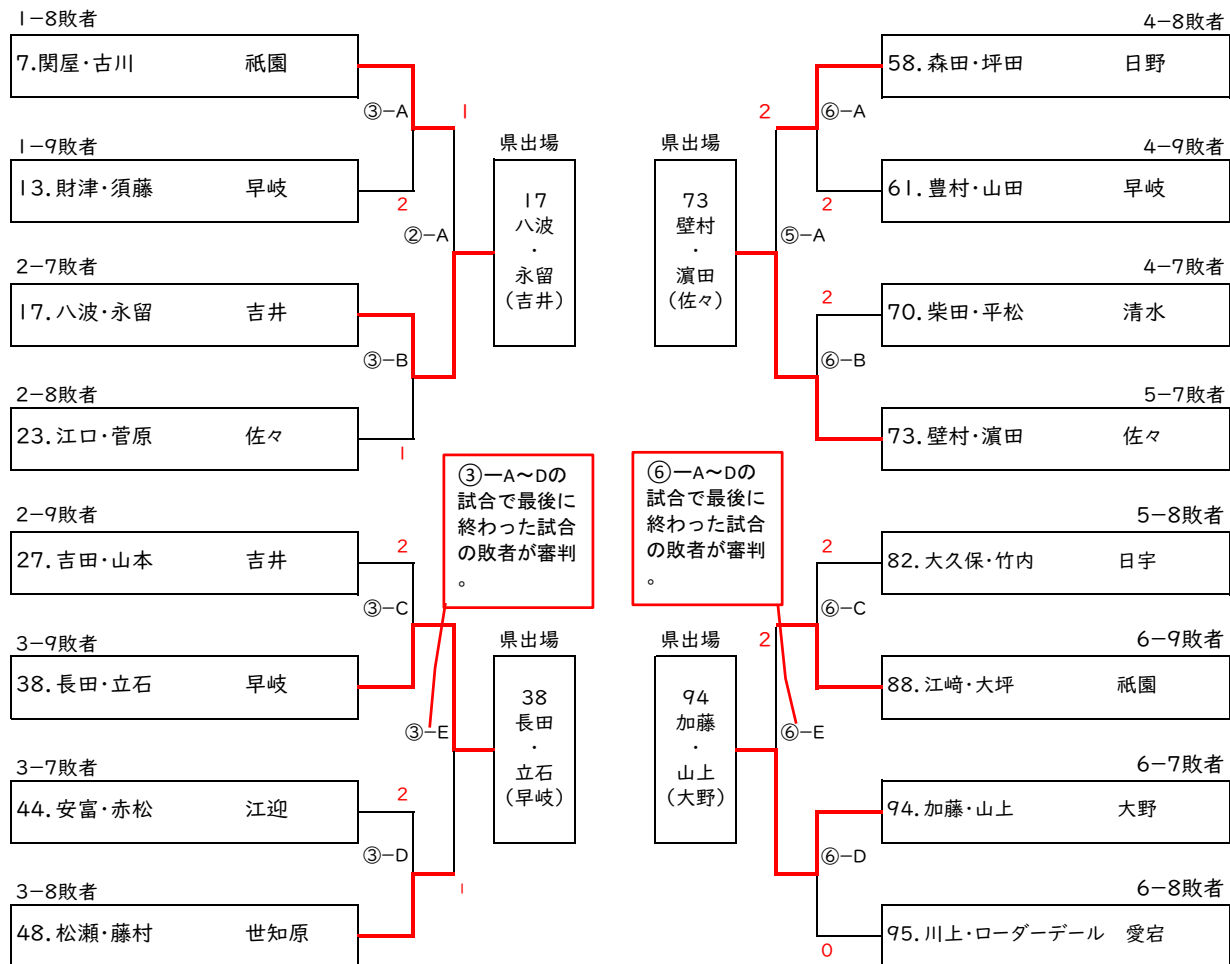 1-8敗者
7.関屋・古川 祇園
③-A
1
1-9敗者
13.財津・須藤 早岐
2
②-A
県出場
17
八波
・
永留
(吉井)
2-7敗者
17.八波・永留 吉井
③-B
2-8敗者
23.江口・菅原 佐々
1
③ーA～Dの
試合で最後に
終わった試合
の敗者が審判
。
2-9敗者
27.吉田・山本 吉井
2
③-C
3-9敗者
38.長田・立石 早岐
③-E
県出場
38
長田
・
立石
(早岐)
3-7敗者
44.安富・赤松 江迎
2
③-D
1
3-8敗者
48.松瀬・藤村 世知原
4-8敗者
58.森田・坪田 日野
2
⑥-A
4-9敗者
61.豊村・山田 早岐
2
⑤-A
県出場
73
壁村
・
濵田
(佐々)
4-7敗者
70.柴田・平松 清水
2
⑥-B
5-7敗者
73.壁村・濵田 佐々
⑥ーA～Dの
試合で最後に
終わった試合
の敗者が審判
。
5-8敗者
82.大久保・竹内 日宇
2
⑥-C
2
6-9敗者
88.江﨑・大坪 祇園
⑥-E
県出場
94
加藤
・
山上
(大野)
6-7敗者
94.加藤・山上 大野
⑥-D
6-8敗者
95.川上・ローダーデール 愛宕
0